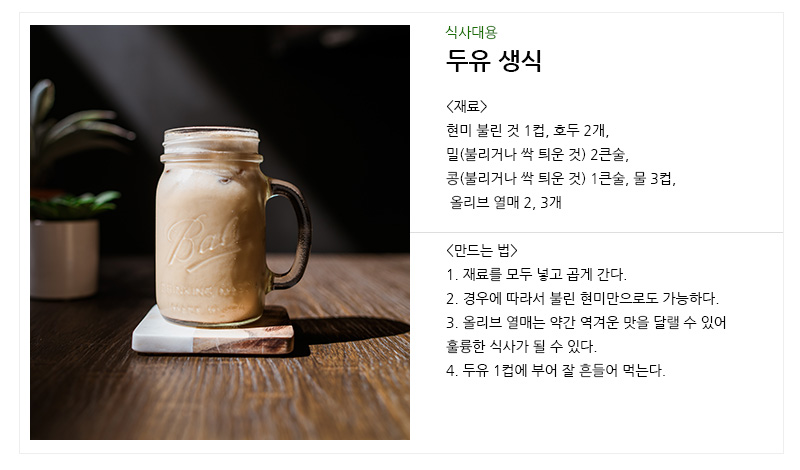 식사대용
두유 생식
<재료>
현미 불린 것 1컵, 호두 2개,
밀(불리거나 싹 틔운 것) 2큰술,
콩(불리거나 싹 틔운 것) 1큰술, 물 3컵,
올리브 열매 2, 3개
<만드는 법>
1. 재료를 모두 넣고 곱게 간다.
2. 경우에 따라서 불린 현미만으로도 가능하다.
3. 올리브 열매는 약간 역겨운 맛을 달랠 수 있어
훌륭한 식사가 될 수 있다.
4. 두유 1컵에 부어 잘 흔들어 먹는다.
Ball